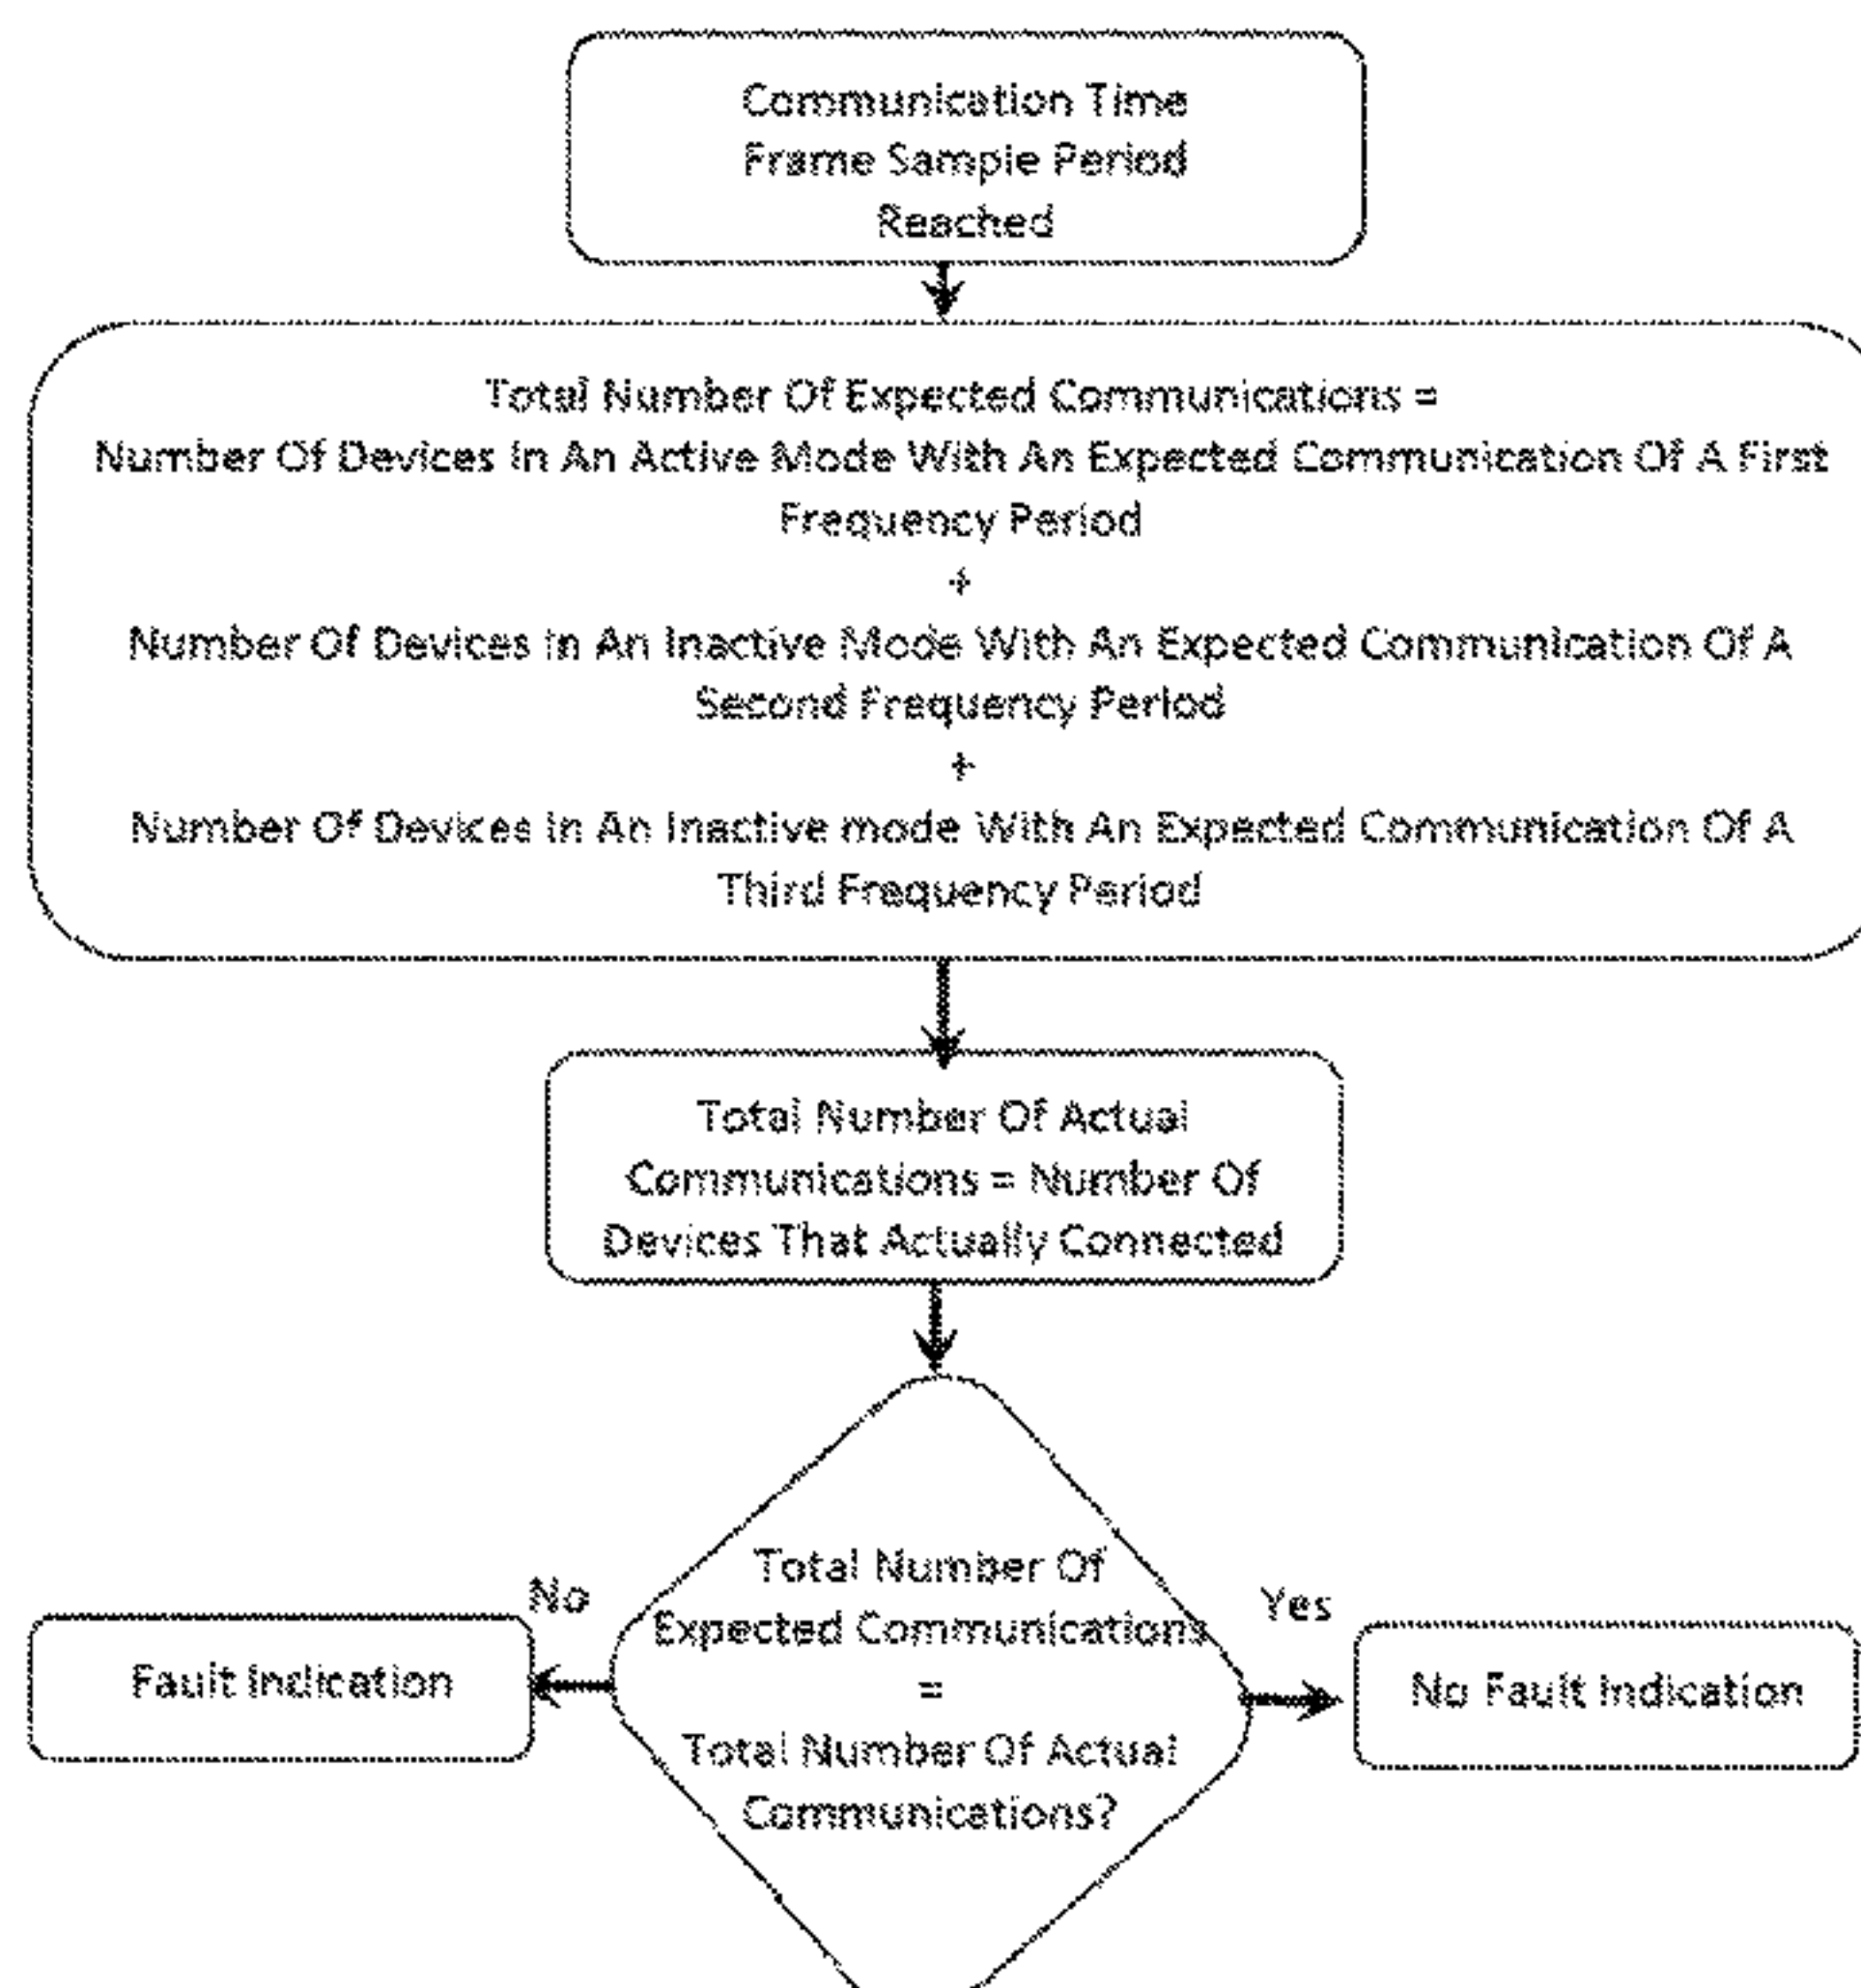 Communication Time
Frame Sample Period
Reached
Total Number Of Expected Communications =
Number Of Devices In An Active Mode With An Expected Communication Of A First
Frequency Period
+
Number Of Devices In An Inactive Mode With An Expected Communication Of A
Second Frequency Period
+
Number Of Devices In An Inactive mode With An Expected Communication Of A
Third Frequency Period
Total Number Of Actual
Communications = Number Of
Devices That Actually Connected
Total Number Of
Expected Communications
=
Total Number Of Actual
Communications?
No
Fault Indication
Yes
No Fault Indication